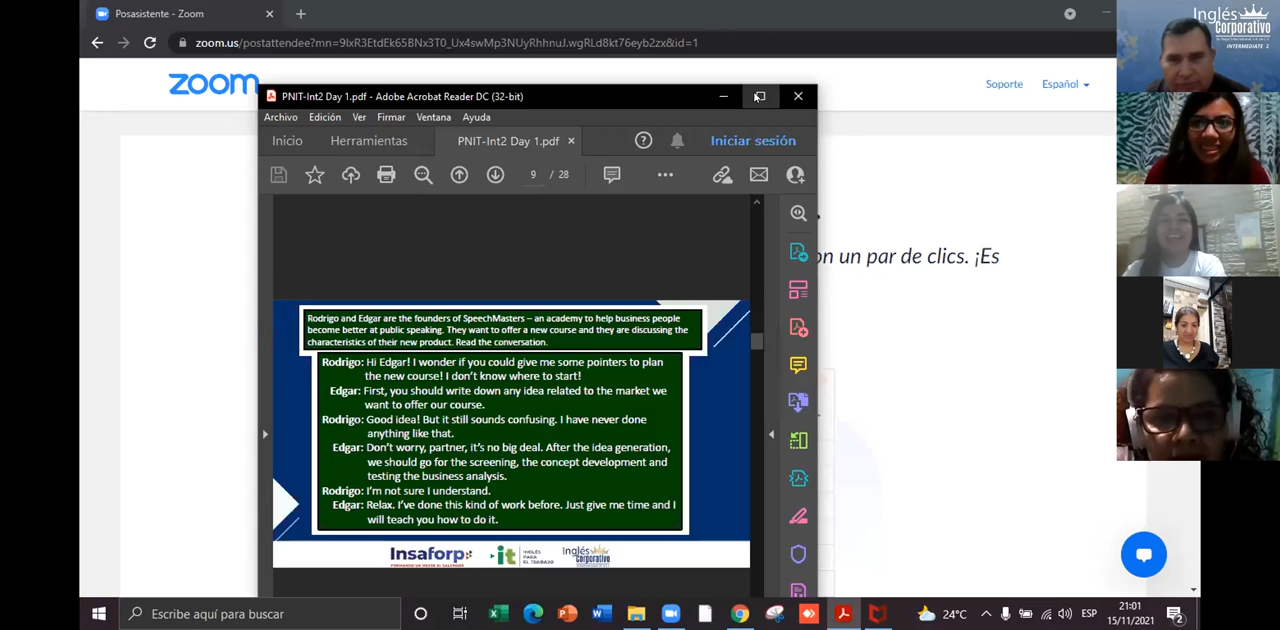 Posasistente - Zoom
zoom.us/postattendee?mn=9IxR3EtdEk65BNx3T0_Ux4swMp3NUyRhhnuJ.wgRLd8kt76eyb2zx&id=1
Inglés
Corporativo
INTERMEDIATE 2
zoom
Soporte
Español
PNIT-Int2 Day 1.pdf - Adobe Acrobat Reader DC (32-bit)
Archivo Edición Ver Firmar Ventana Ayuda
Inicio Herramientas PNIT-Int2 Day 1.pdf Iniciar sesión
9 / 28
on un par de clics. ¡Es
Rodrigo and Edgar are the founders of SpeechMasters – an academy to help business people
become better at public speaking. They want to offer a new course and they are discussing the
characteristics of their new product. Read the conversation.
Rodrigo: Hi Edgar! I wonder if you could give me some pointers to plan
the new course! I don't know where to start!
Edgar: First, you should write down any idea related to the market we
want to offer our course.
Rodrigo: Good idea! But it still sounds confusing. I have never done
anything like that.
Edgar: Don't worry, partner, it's no big deal. After the idea generation,
we should go for the screening, the concept development and
testing the business analysis.
Rodrigo: I'm not sure I understand.
Edgar: Relax. I've done this kind of work before. Just give me time and I
will teach you how to do it.
Insaforp
it
INGLÉS
PARA
EL TRABAJO
Inglés
Corporativo
Escribe aquí para buscar
24°C
ESP
21:01
15/11/2021
2